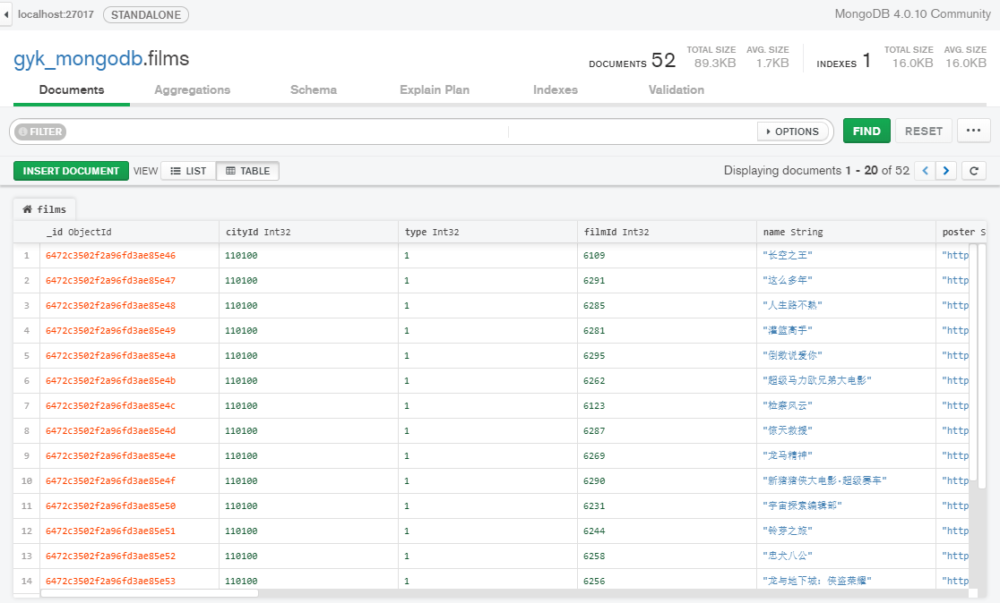 localhost:27017 STANDALONE MongoDB 4.0.10 Community
gyk_mongodb.films
DOCUMENTS 52 TOTAL SIZE 89.3KB AVG. SIZE 1.7KB INDEXES 1 TOTAL SIZE 16.0KB AVG. SIZE 16.0KB
Documents Aggregations Schema Explain Plan Indexes Validation
FILTER OPTIONS FIND RESET ...
INSERT DOCUMENT VIEW LIST TABLE Displaying documents 1 - 20 of 52
films
_id ObjectId cityId Int32 type Int32 filmId Int32 name String poster S
1 6472c3502f2a96fd3ae85e46 110100 1 6109 "长空之王" "http
2 6472c3502f2a96fd3ae85e47 110100 1 6291 "这么多年" "http
3 6472c3502f2a96fd3ae85e48 110100 1 6285 "人生路不熟" "http
4 6472c3502f2a96fd3ae85e49 110100 1 6281 "灌篮高手" "http
5 6472c3502f2a96fd3ae85e4a 110100 1 6295 "倒数说爱你" "http
6 6472c3502f2a96fd3ae85e4b 110100 1 6262 "超级马力欧兄弟大电影" "http
7 6472c3502f2a96fd3ae85e4c 110100 1 6123 "检察风云" "http
8 6472c3502f2a96fd3ae85e4d 110100 1 6287 "惊天救援" "http
9 6472c3502f2a96fd3ae85e4e 110100 1 6269 "龙马精神" "http
10 6472c3502f2a96fd3ae85e4f 110100 1 6290 "新猪猪侠大电影·超级赛车" "http
11 6472c3502f2a96fd3ae85e50 110100 1 6231 "宇宙探索编辑部" "http
12 6472c3502f2a96fd3ae85e51 110100 1 6244 "铃芽之旅" "http
13 6472c3502f2a96fd3ae85e52 110100 1 6258 "忠犬八公" "http
14 6472c3502f2a96fd3ae85e53 110100 1 6256 "龙与地下城：侠盗荣耀" "http